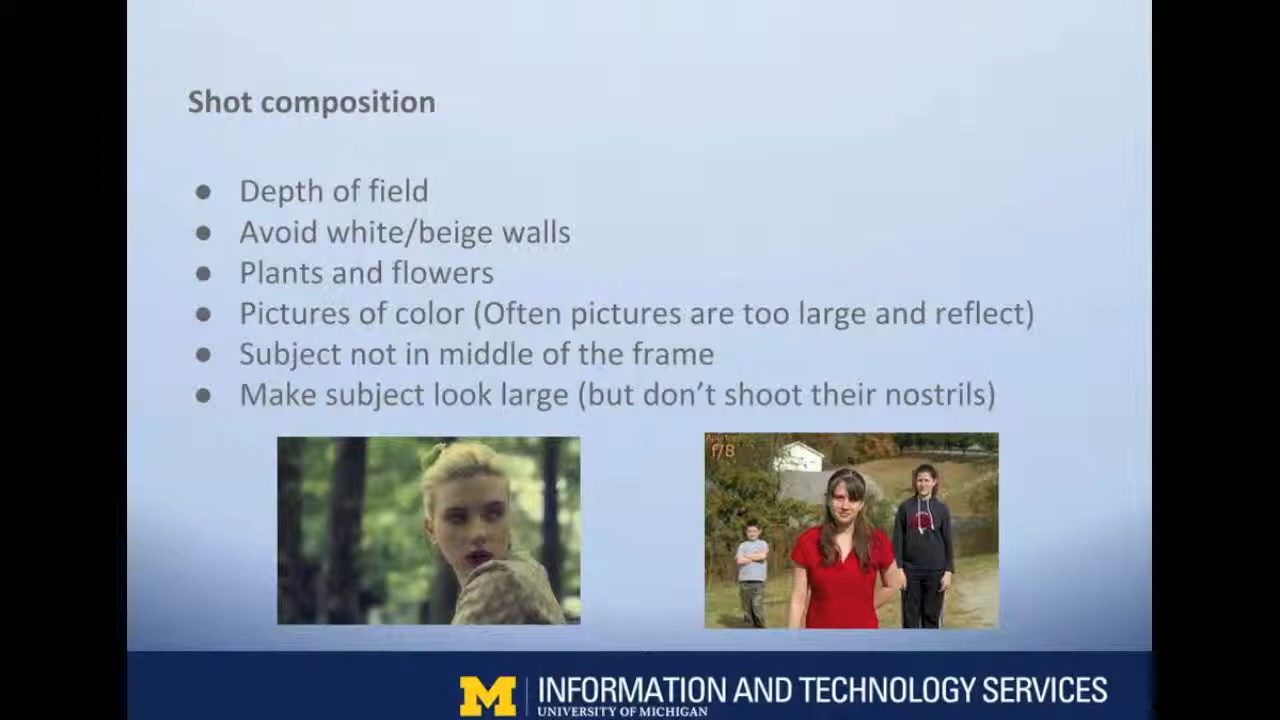 Shot composition
● Depth of field
● Avoid white/beige walls
● Plants and flowers
● Pictures of color (Often pictures are too large and reflect)
● Subject not in middle of the frame
● Make subject look large (but don’t shoot their nostrils)
f/8
M INFORMATION AND TECHNOLOGY SERVICES
UNIVERSITY OF MICHIGAN